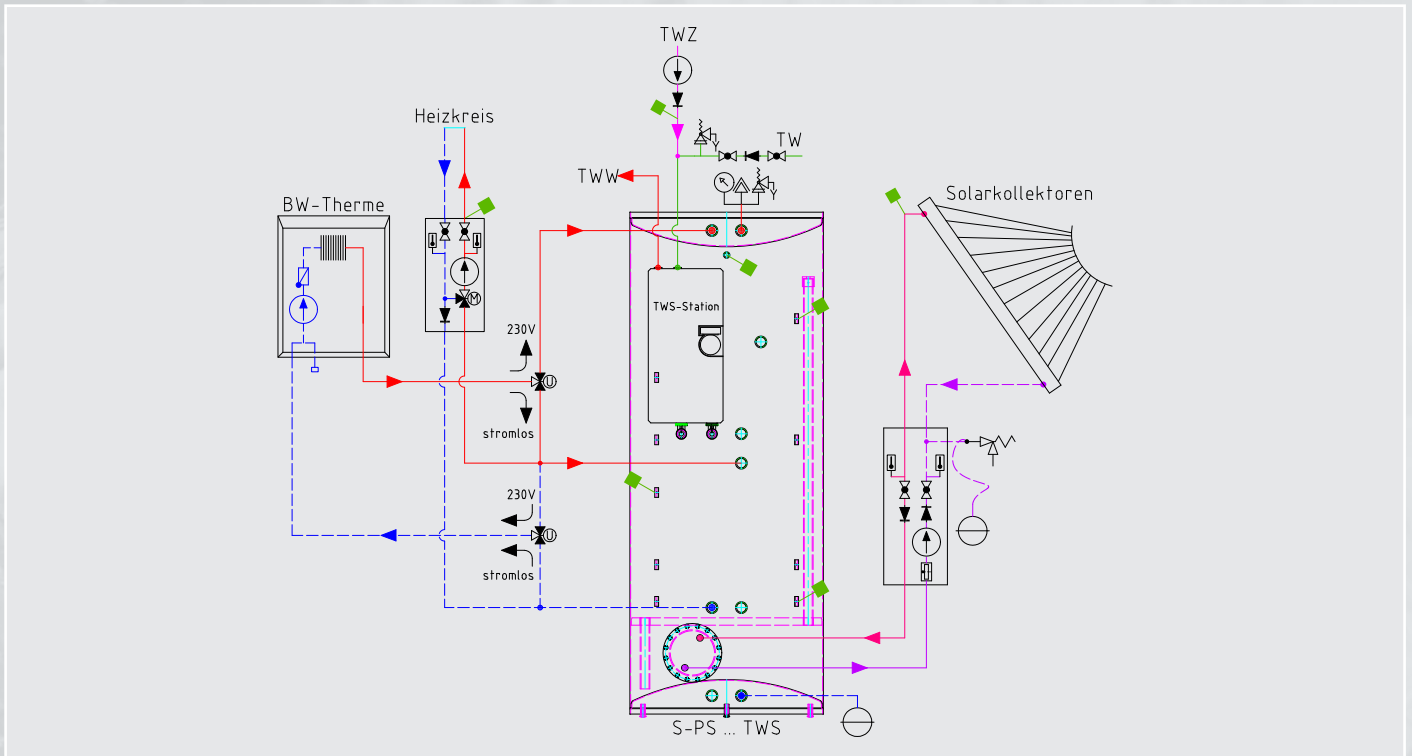 TWZ
Heizkreis
TW
TWW
Solarkollektoren
BW-Therme
M
TWS-Station
230V
U
stromlos
230V
U
stromlos
S-PS ... TWS